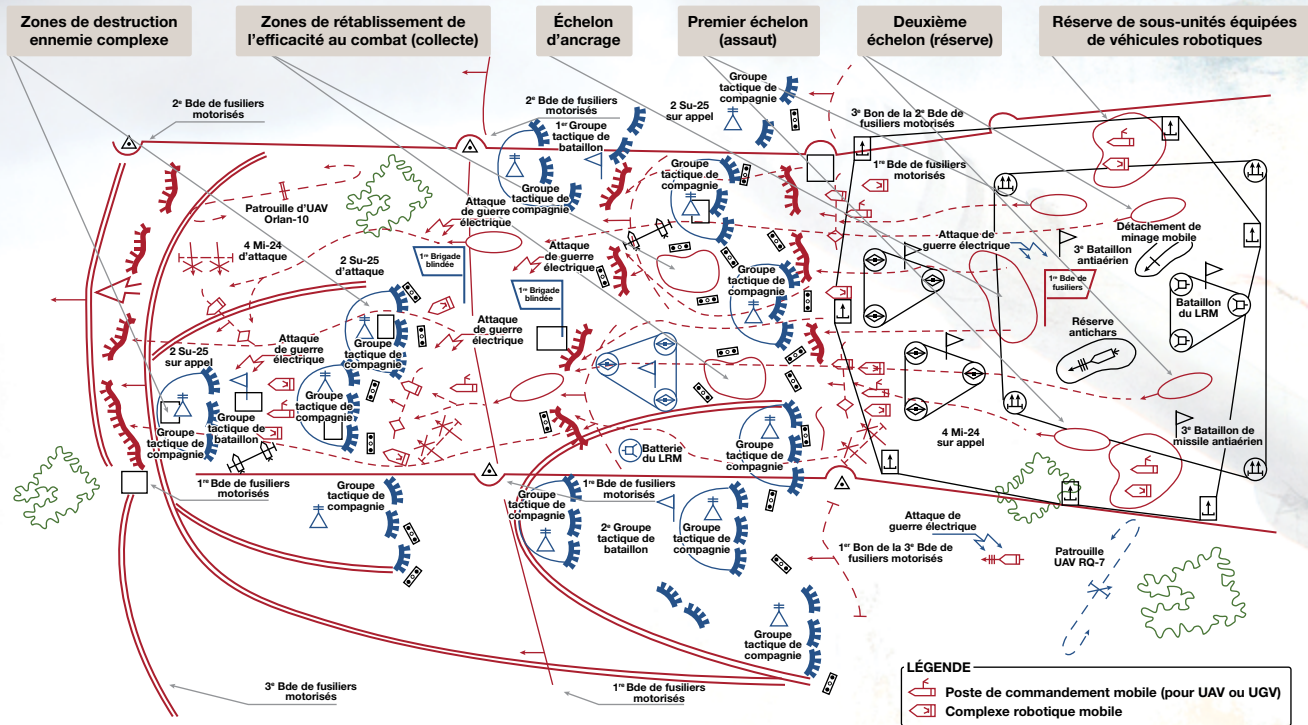 Zones de destruction
ennemie complexe
Zones de rétablissement de
l'efficacité au combat (collecte)
Échelon
d'ancrage
Premier échelon
(assaut)
Deuxième
échelon (réserve)
Réserve de sous-unités équipées
de véhicules robotiques
2e Bde de fusiliers
motorisés
2e Bde de fusiliers
motorisés
1er Groupe
tactique de
bataillon
Groupe
tactique de
compagnie
2 Su-25
sur appel
Groupe
tactique de
compagnie
3e Bon de la 2e Bde de
fusiliers motorisés
1re Bde de fusiliers
motorisés
Patrouille d'UAV
Orlan-10
Attaque
de guerre
électrique
Groupe
tactique de
compagnie
4 Mi-24
d'attaque
2 Su-25
d'attaque
1re Brigade
blindée
Attaque
de guerre
électrique
1re Brigade
blindée
Groupe
tactique de
compagnie
Attaque de
guerre électrique
3e Bataillon
antiaérien
Détachement de
minage mobile
1re Bde de
fusiliers
Bataillon
du LRM
Réserve
antichars
2 Su-25
sur appel
Attaque
de guerre
électrique
Groupe
tactique de
compagnie
Attaque
de guerre
électrique
Groupe
tactique de
compagnie
Groupe
tactique de
bataillon
Groupe
tactique de
compagnie
4 Mi-24
sur appel
3e Bataillon de
missile antiaérien
Batterie
du LRM
Groupe
tactique de
compagnie
1re Bde de fusiliers
motorisés
Groupe
tactique de
compagnie
Groupe
tactique de
compagnie
1re Bde de fusiliers
motorisés
2e Groupe
tactique de
bataillon
Groupe
tactique de
compagnie
Attaque de
guerre électrique
1er Bon de la 3e Bde de
fusiliers motorisés
Patrouille
UAV RQ-7
Groupe
tactique de
compagnie
3e Bde de fusiliers
motorisés
1re Bde de fusiliers
motorisés
LÉGENDE
Poste de commandement mobile (pour UAV ou UGV)
Complexe robotique mobile